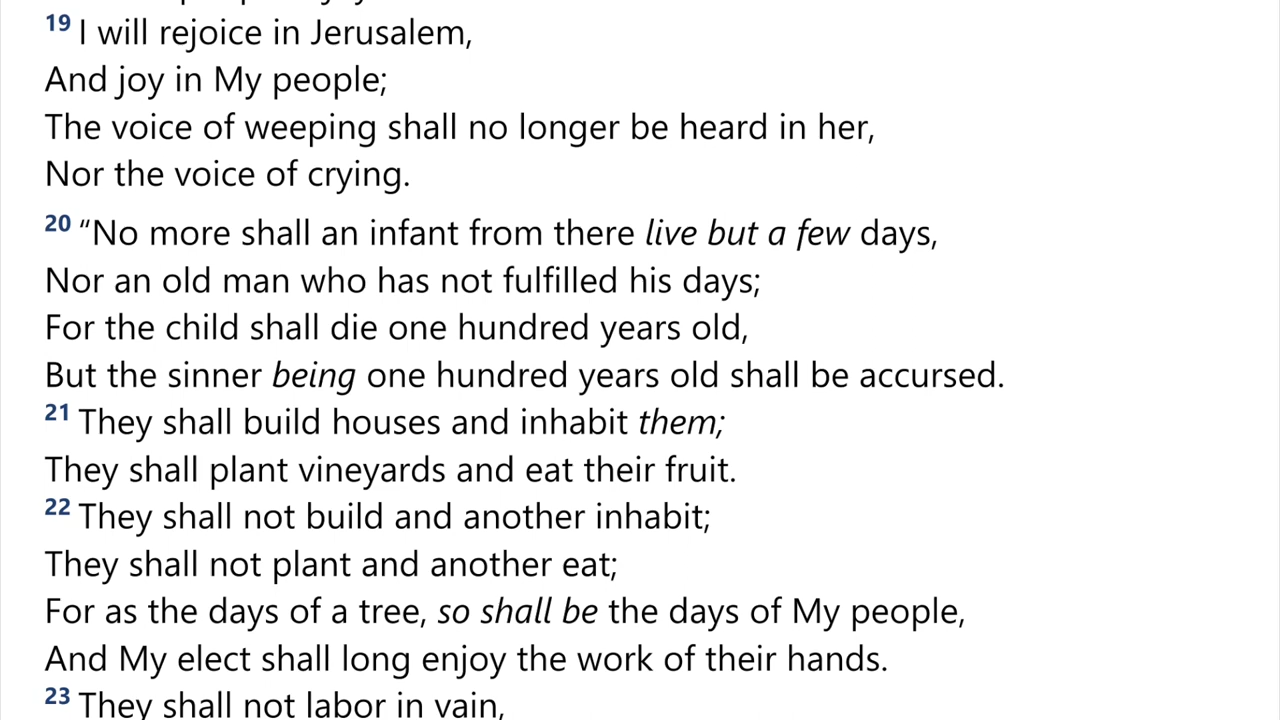 19 I will rejoice in Jerusalem,
And joy in My people;
The voice of weeping shall no longer be heard in her,
Nor the voice of crying.
20 “No more shall an infant from there live but a few days,
Nor an old man who has not fulfilled his days;
For the child shall die one hundred years old,
But the sinner being one hundred years old shall be accursed.
21 They shall build houses and inhabit them;
They shall plant vineyards and eat their fruit.
22 They shall not build and another inhabit;
They shall not plant and another eat;
For as the days of a tree, so shall be the days of My people,
And My elect shall long enjoy the work of their hands.
23 They shall not labor in vain,